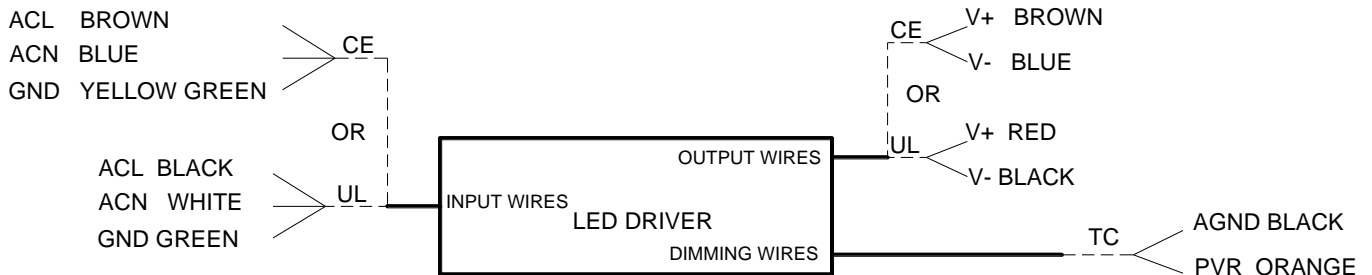 ACL BROWN
ACN BLUE
GND YELLOW GREEN
CE
OR
ACL BLACK
ACN WHITE
GND GREEN
UL
INPUT WIRES
LED DRIVER
OUTPUT WIRES
DIMMING WIRES
CE
V+ BROWN
V- BLUE
OR
UL
V+ RED
V- BLACK
TC
AGND BLACK
PVR ORANGE